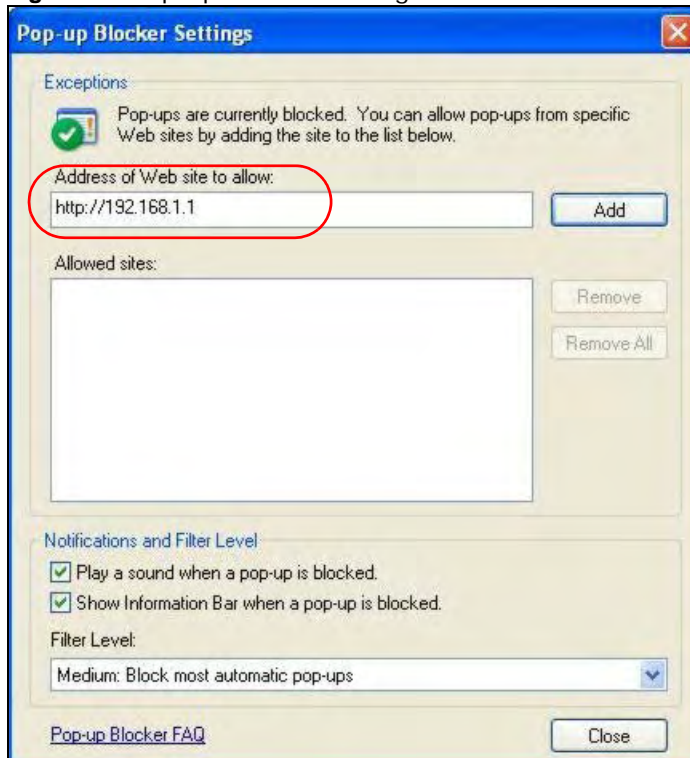 Pop-up Blocker Settings
Exceptions
Pop-ups are currently blocked. You can allow pop-ups from specific
Web sites by adding the site to the list below.
Address of Web site to allow:
http://192.168.1.1
Add
Allowed sites:
Remove
Remove All
Notifications and Filter Level
Play a sound when a pop-up is blocked.
Show Information Bar when a pop-up is blocked.
Filter Level:
Medium: Block most automatic pop-ups
Pop-up Blocker FAQ
Close